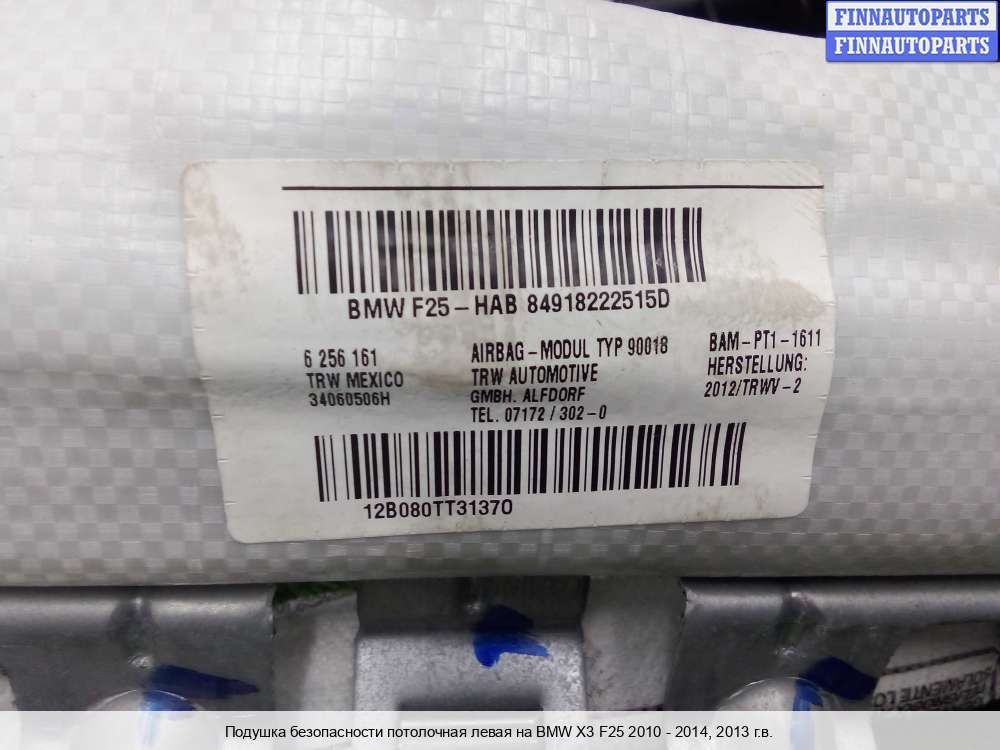 FINNAUTOPARTS
FINNAUTOPARTS
BMW F25-HAB 84918222515D
6 256 161
TRW MEXICO
34060506H
AIRBAG-MODUL TYP 90018
TRW AUTOMOTIVE
GMBH. ALFDORF
TEL. 07172 / 302-0
BAM-PT1-1611
HERSTELLUNG:
2012/TRWV-2
12B080TT31370
Подушка безопасности потолочная левая на BMW X3 F25 2010 - 2014, 2013 г.в.